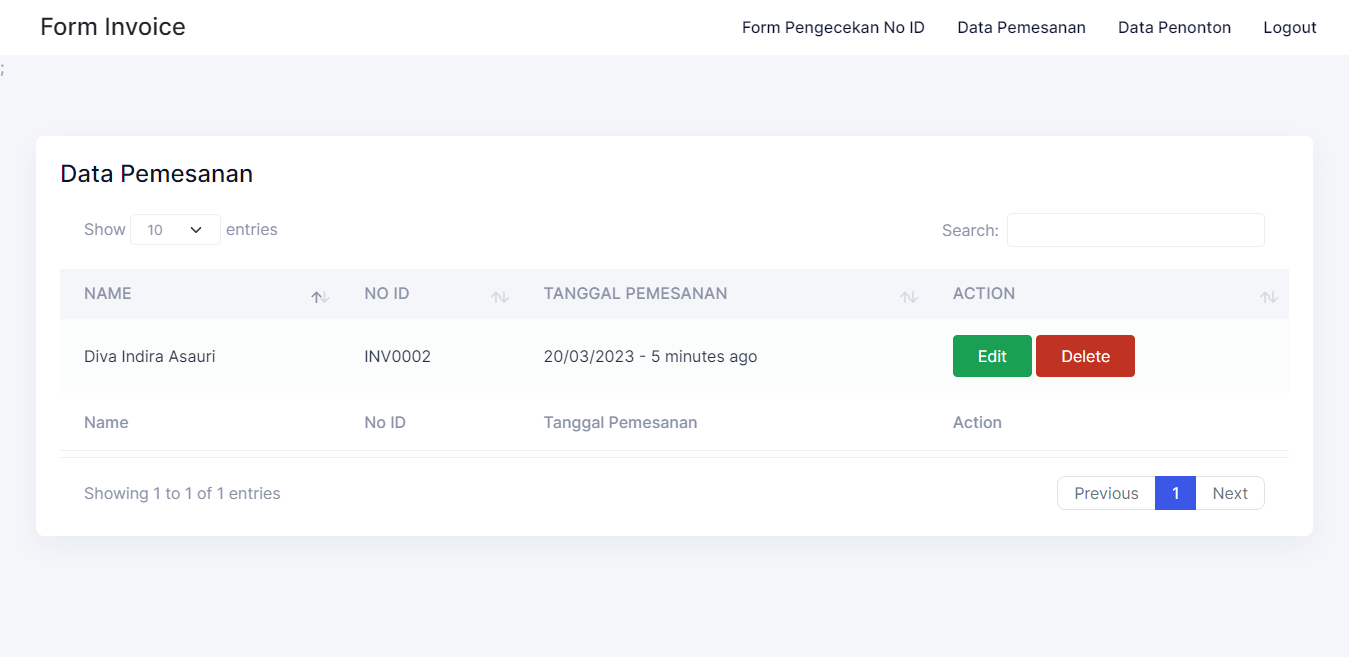 Form Invoice Form Pengecekan No ID Data Pemesanan Data Penonton Logout
;
Data Pemesanan
Show 10 entries Search:
NAME NO ID TANGGAL PEMESANAN ACTION
Diva Indira Asauri INV0002 20/03/2023 - 5 minutes ago Edit Delete
Name No ID Tanggal Pemesanan Action
Showing 1 to 1 of 1 entries Previous 1 Next